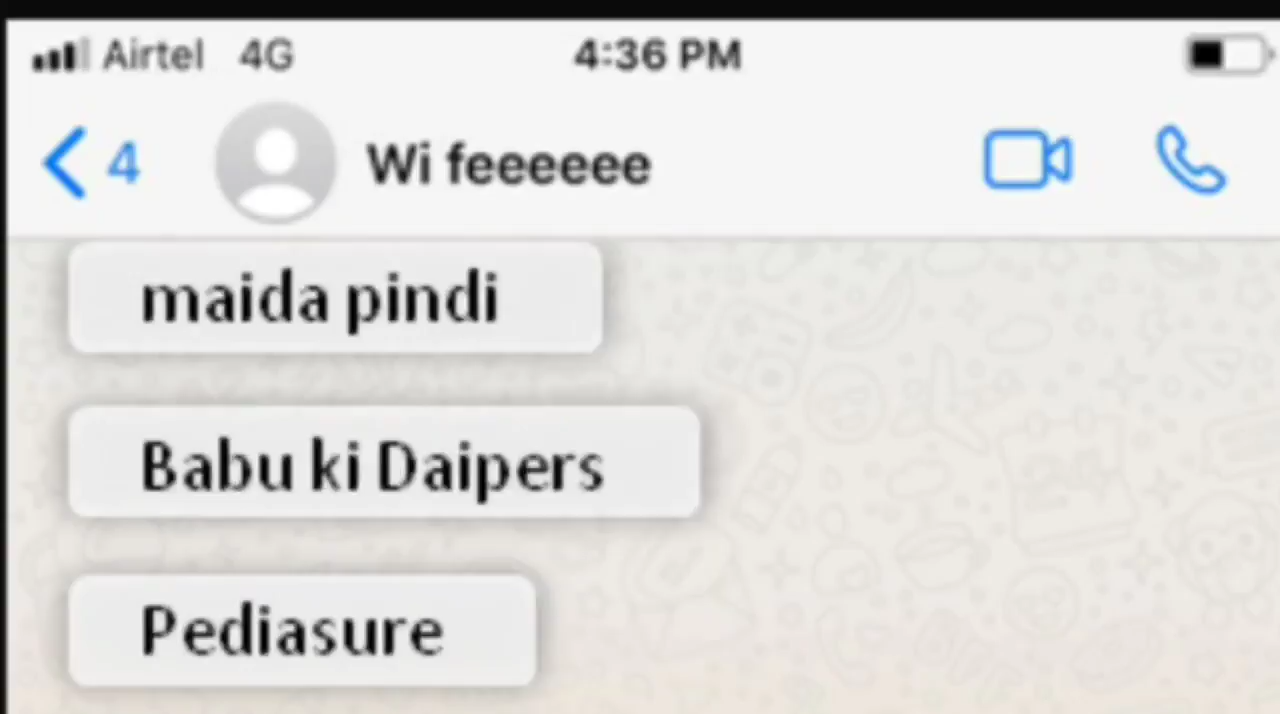 Airtel 4G 4:36 PM
4 Wi feeeeee
maida pindi
Babu ki Daipers
Pediasure